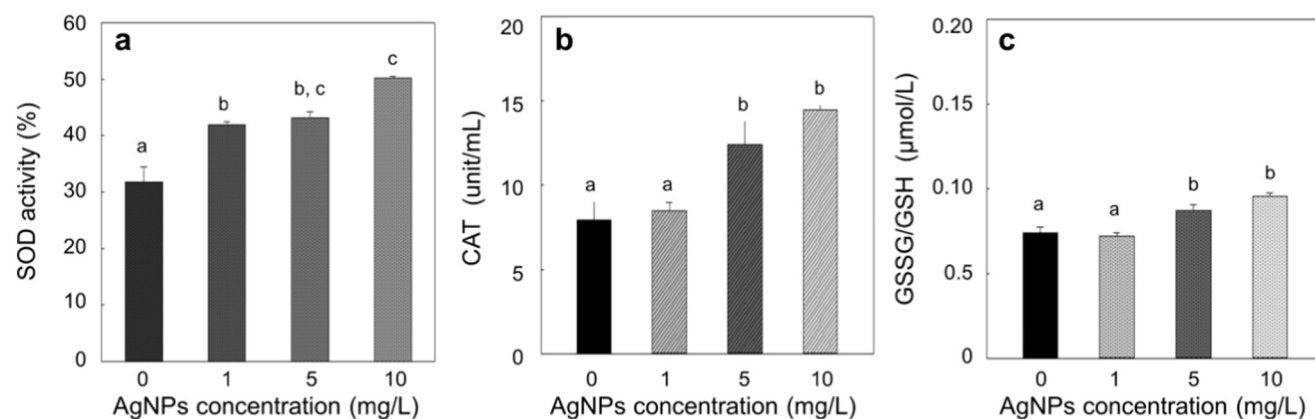 a
SOD activity (%)
60
50
40
30
20
10
0
a
b
b, c
c
0 1 5 10
AgNPs concentration (mg/L)
b
CAT (unit/mL)
20
15
10
5
0
a
a
b
b
0 1 5 10
AgNPs concentration (mg/L)
c
GSSG/GSH (μmol/L)
0.20
0.15
0.10
0.5
0
a
a
b
b
0 1 5 10
AgNPs concentration (mg/L)